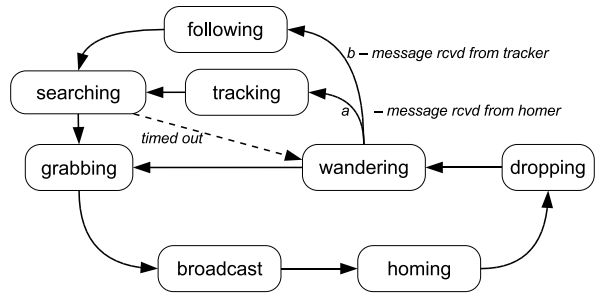 following
b – message rcvd from tracker
searching
tracking
a – message rcvd from homer
timed out
grabbing
wandering
dropping
broadcast
homing